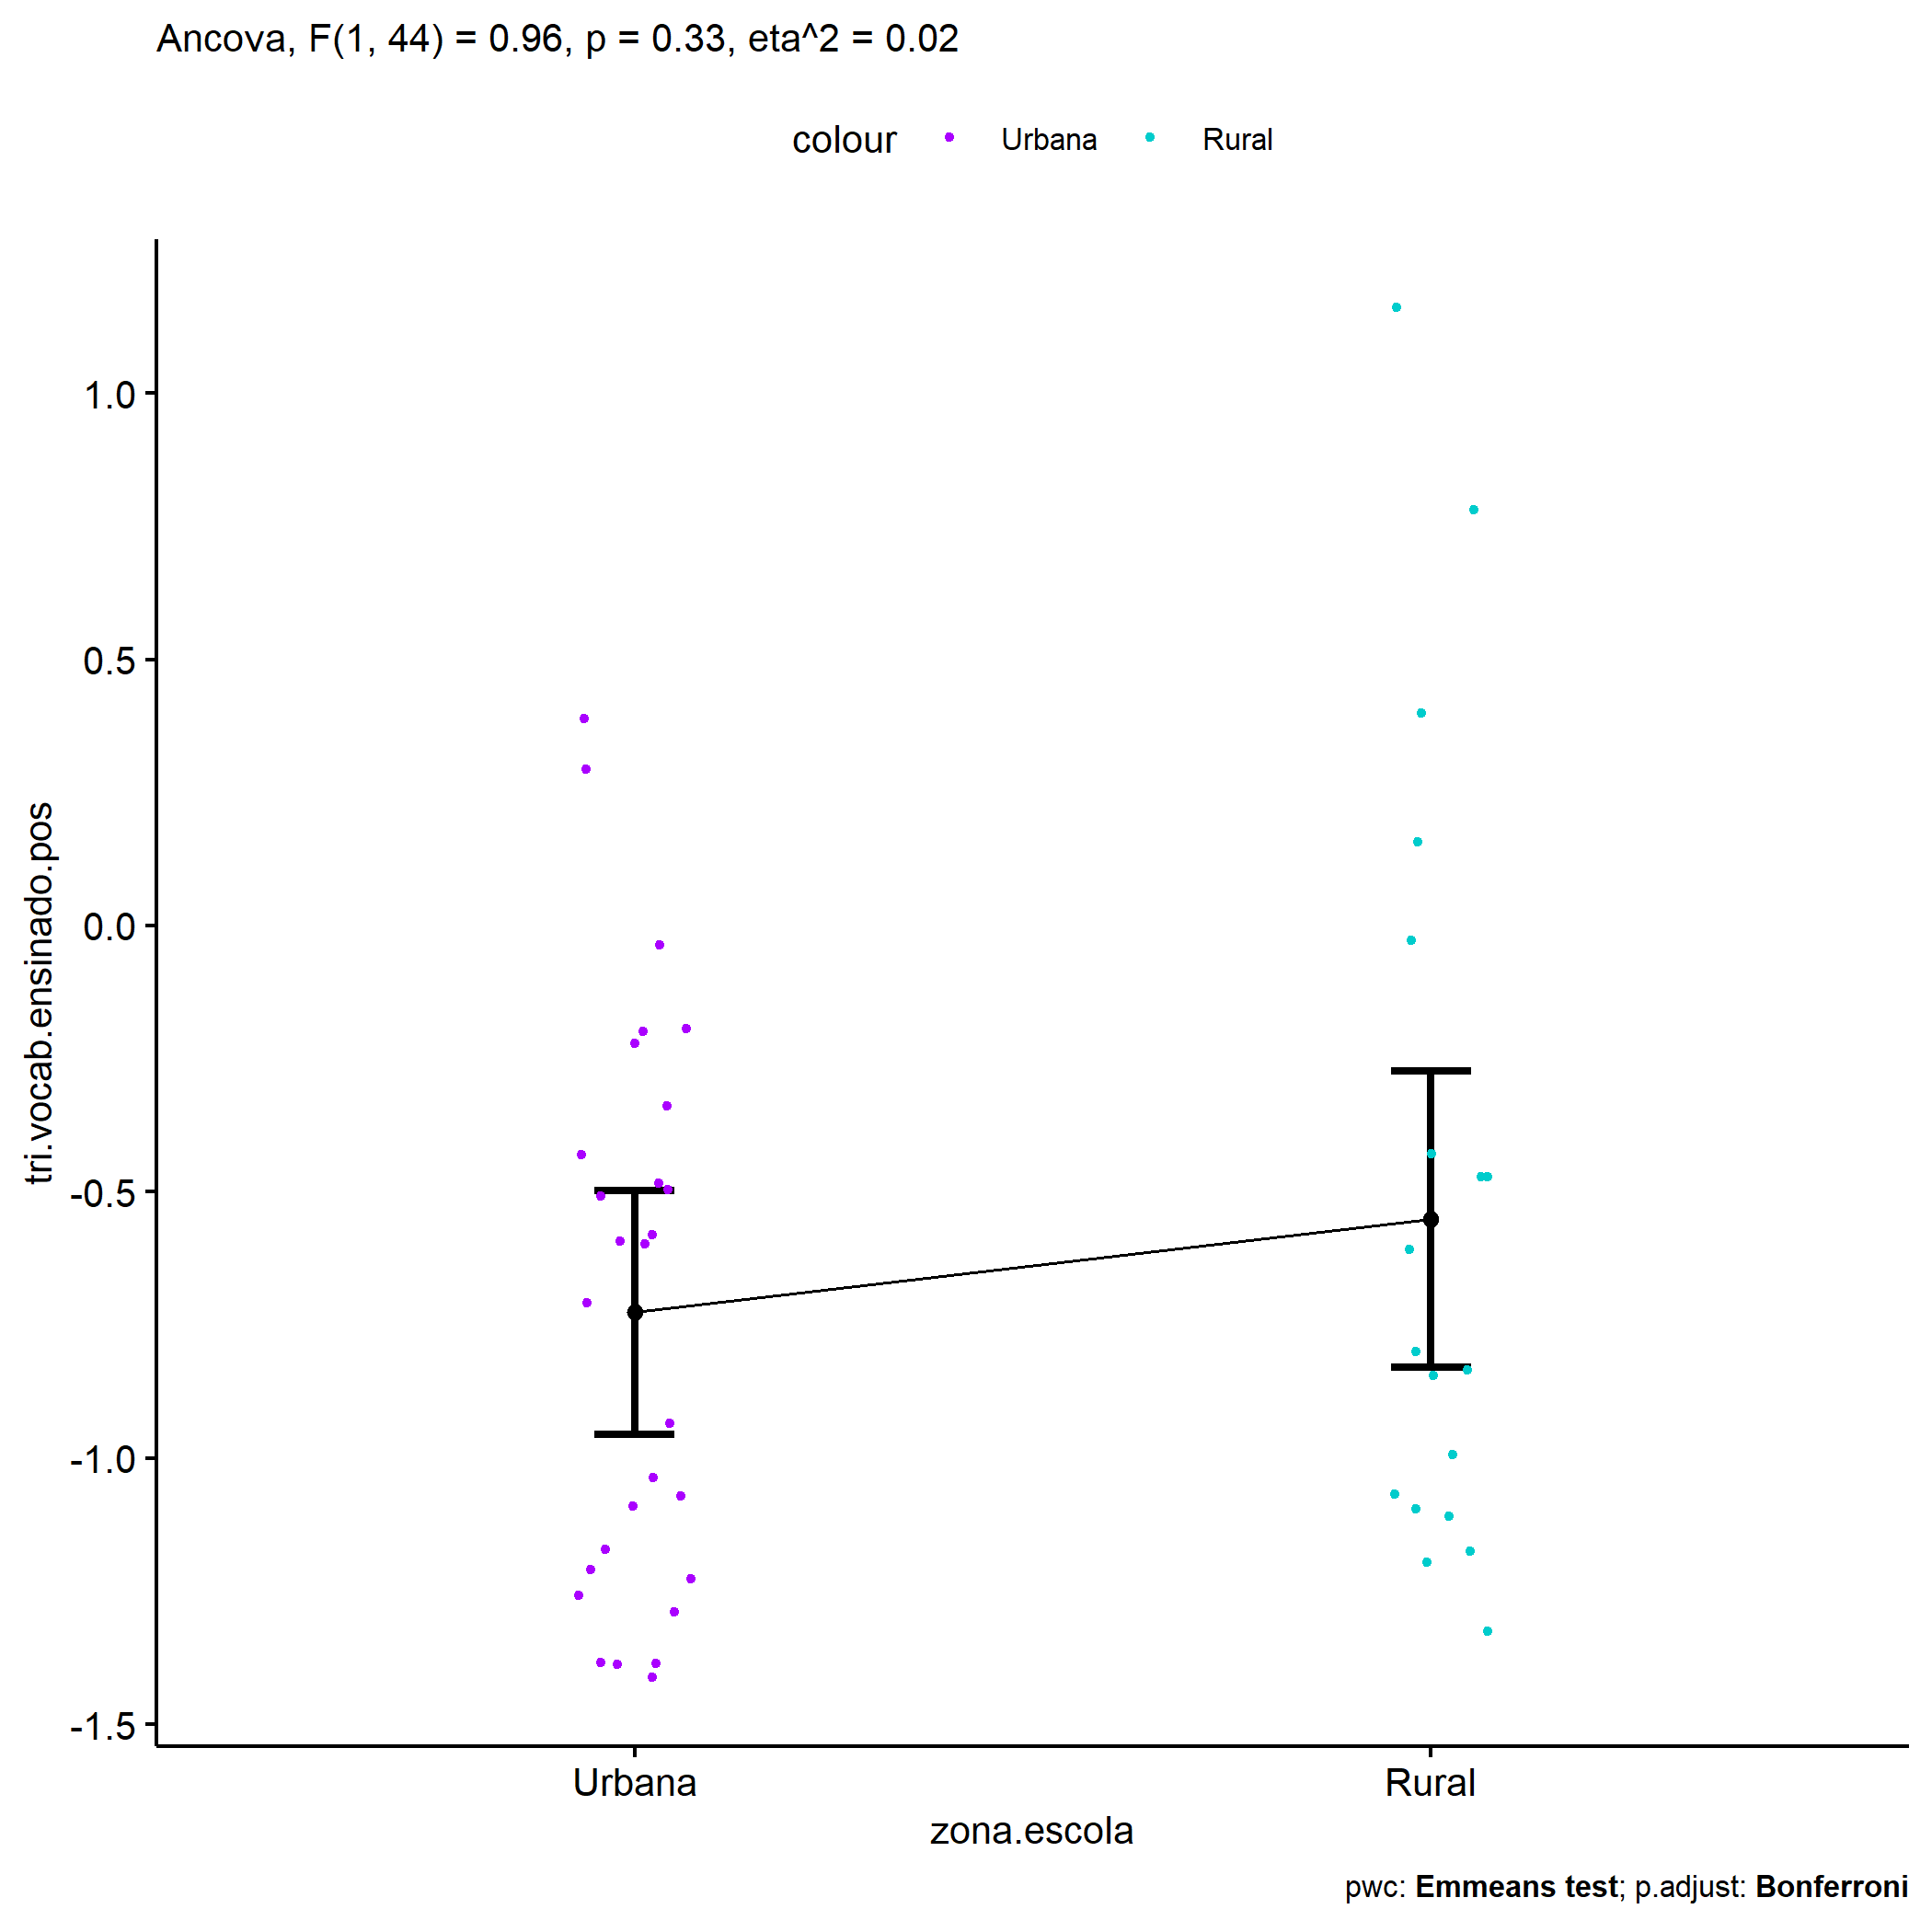 Ancova, F(1, 44) = 0.96, p = 0.33, eta^2 = 0.02
colour Urbana Rural
1.0
0.5
0.0
-0.5
-1.0
-1.5
tri.vocab.ensinado.pos
Urbana Rural
zona.escola
pwc: Emmeans test; p.adjust: Bonferroni